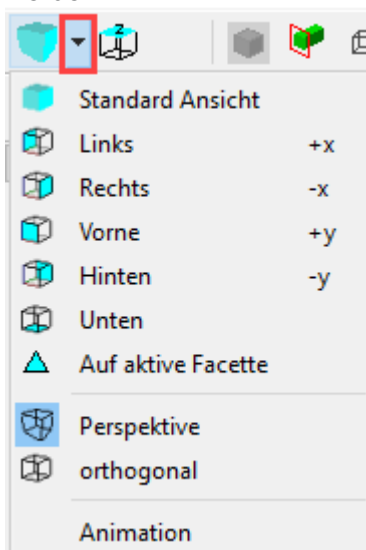 Z
Standard Ansicht
Links +x
Rechts -x
Vorne +y
Hinten -y
Unten
Auf aktive Facette
Perspektive
orthogonal
Animation